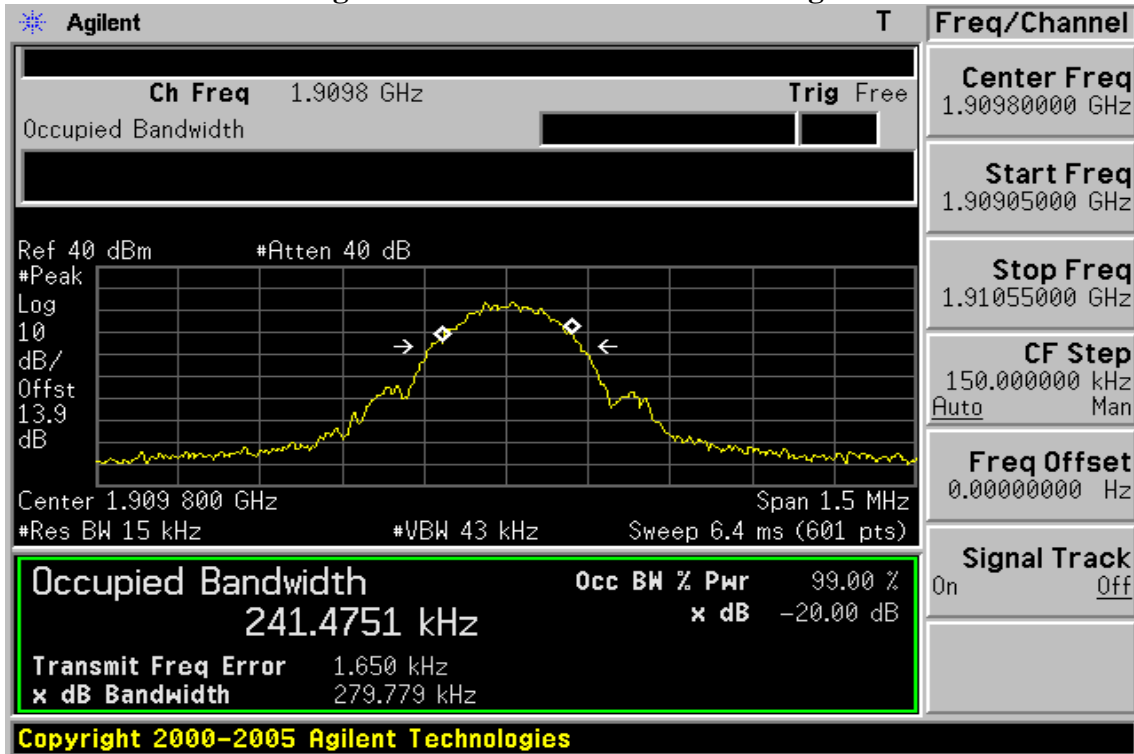 Agilent T Freq/Channel
Ch Freq 1.9098 GHz Trig Free
Occupied Bandwidth
Center Freq
1.90980000 GHz
Start Freq
1.90905000 GHz
Stop Freq
1.91055000 GHz
CF Step
150.000000 kHz
Auto Man
Freq Offset
0.00000000 Hz
Signal Track
On Off
Ref 40 dBm #Atten 40 dB
#Peak
Log
10
dB/
Offst
13.9
dB
Center 1.909 800 GHz Span 1.5 MHz
#Res BW 15 kHz #VBW 43 kHz Sweep 6.4 ms (601 pts)
Occupied Bandwidth Occ BW % Pwr 99.00 %
241.4751 kHz x dB -20.00 dB
Transmit Freq Error 1.650 kHz
x dB Bandwidth 279.779 kHz
Copyright 2000-2005 Agilent Technologies